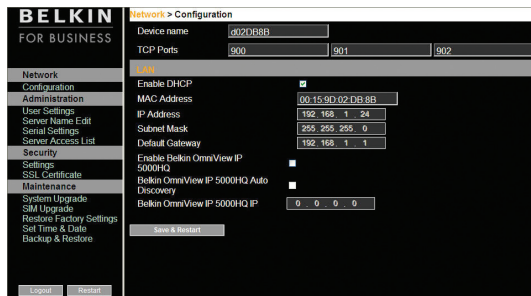 BELKIN
FOR BUSINESS
Network
Configuration
Administration
User Settings
Server Name Edit
Serial Settings
Server Access List
Security
Settings
SSL Certificate
Maintenance
System Upgrade
SIM Upgrade
Restore Factory Settings
Set Time & Date
Backup & Restore
Logout Restart
Network > Configuration
Device name d02DB8B
TCP Ports 900 901 902
LAN
Enable DHCP
MAC Address 00:15:9D:02:DB:8B
IP Address 192. 168. 1 . 24
Subnet Mask 255. 255. 255. 0
Default Gateway 192. 168. 1 . 1
Enable Belkin OmniView IP
5000HQ
Belkin OmniView IP 5000HQ Auto
Discovery
Belkin OmniView IP 5000HQ IP 0 . 0 . 0 . 0
Save & Restart